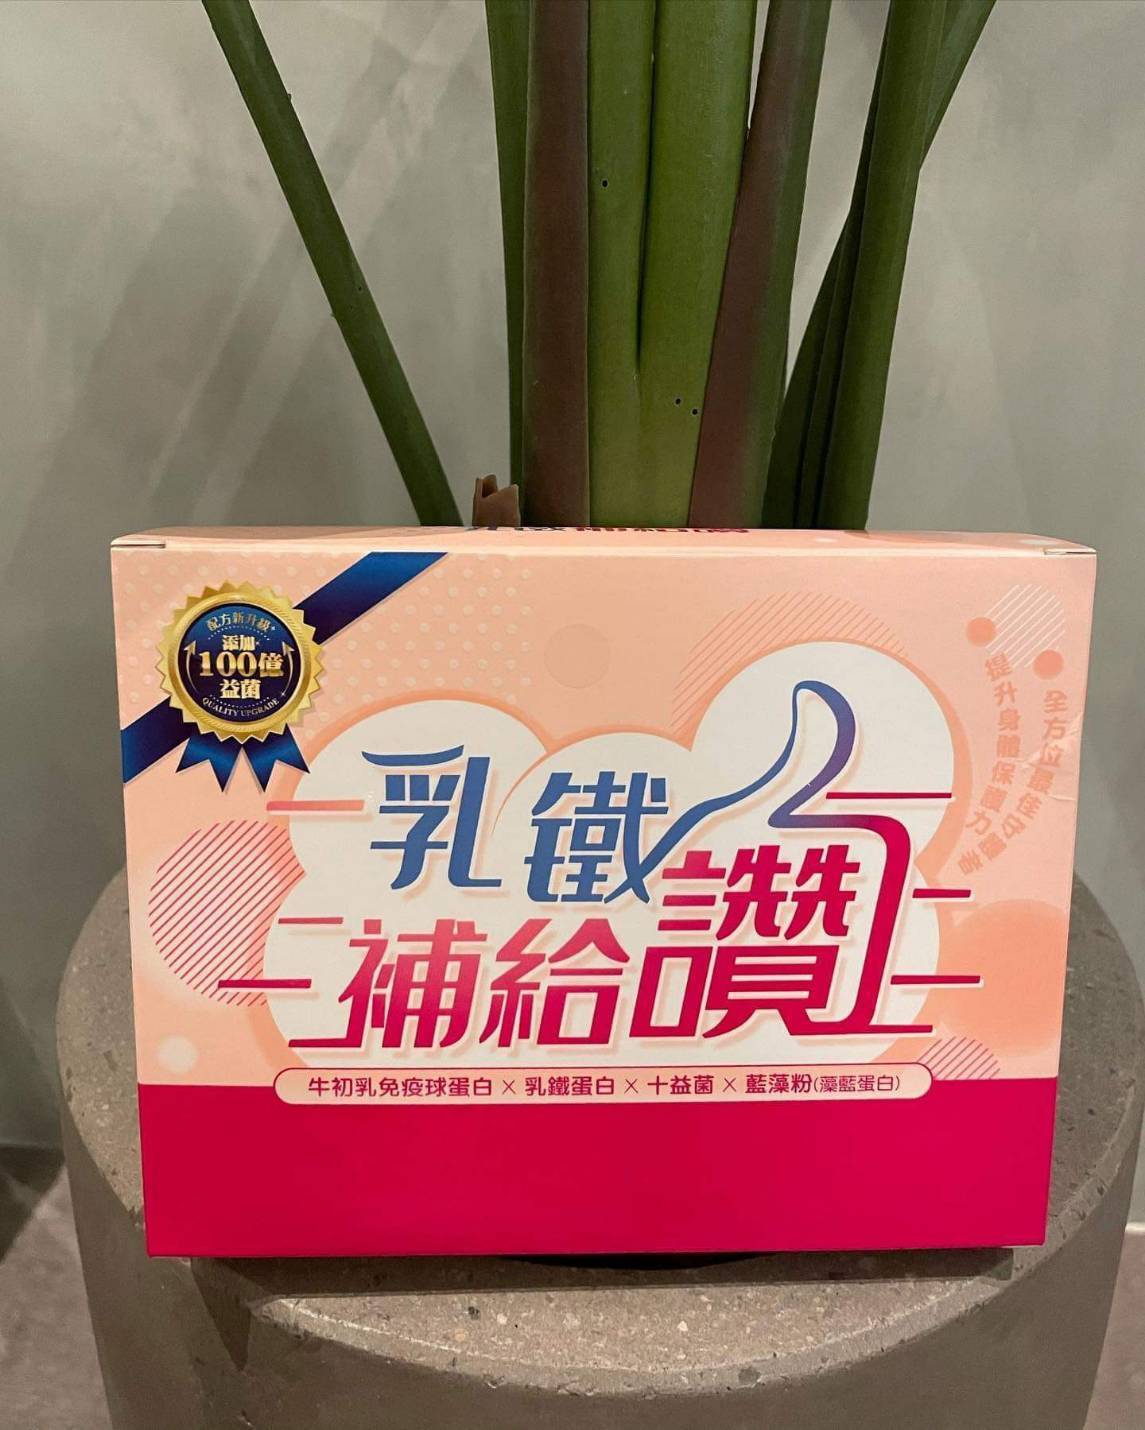 配方新升級
添加
100億
益菌
QUALITY UPGRADE
乳鐵
補給讚
全方位最佳守護
提升身體保護力
牛初乳免疫球蛋白×乳鐵蛋白×十益菌×藍藻粉(藻藍蛋白)